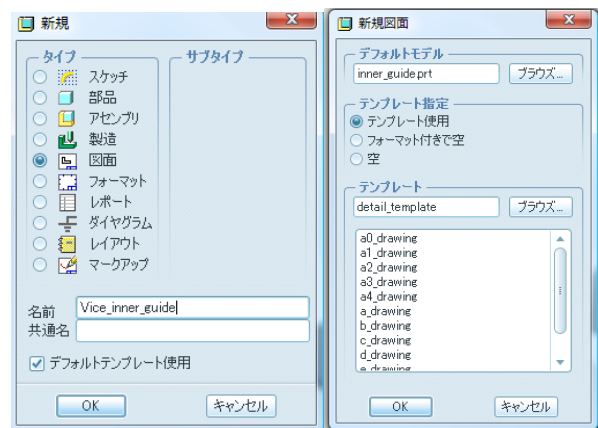 新規
タイプ
サブタイプ
スケッチ
部品
アセンブリ
製造
図面
フォーマット
レポート
ダイヤグラム
レイアウト
マークアップ
名前 Vice_inner_guide
共通名
デフォルトテンプレート使用
OK キャンセル
新規図面
デフォルトモデル
inner_guide.prt ブラウズ...
テンプレート指定
テンプレート使用
フォーマット付きで空
空
テンプレート
detail_template ブラウズ...
a0_drawing
a1_drawing
a2_drawing
a3_drawing
a4_drawing
a_drawing
b_drawing
c_drawing
d_drawing
e_drawing
OK キャンセル